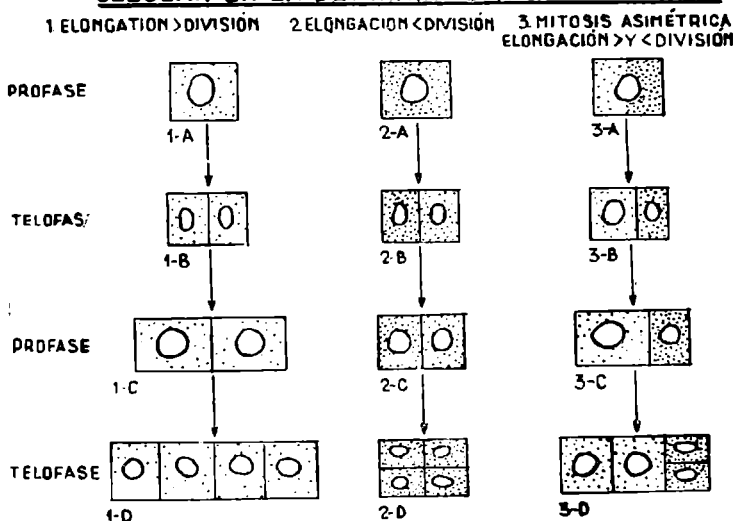 1 ELONGATION > DIVISIÓN
2 ELONGACION < DIVISIÓN
3. MITOSIS ASIMÉTRICA
ELONGACIÓN > Y < DIVISIÓN
PROFASE
1-A
2-A
3-A
TELOFAS
1-B
2-B
3-B
PROFASE
1-C
2-C
3-C
TELOFASE
1-D
2-D
3-D